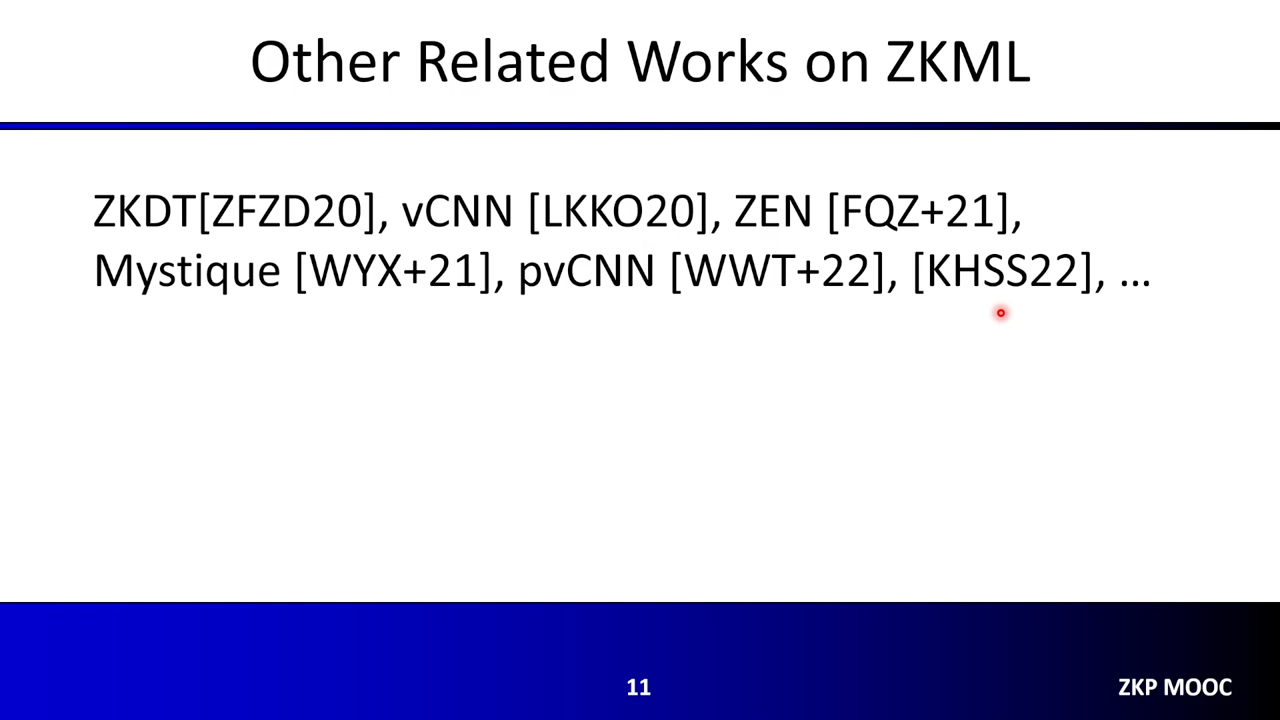 Other Related Works on ZKML
ZKDT[ZFZD20], vCNN [LKKO20], ZEN [FQZ+21],
Mystique [WYX+21], pvCNN [WWT+22], [KHSS22], ...
11
ZKP MOOC